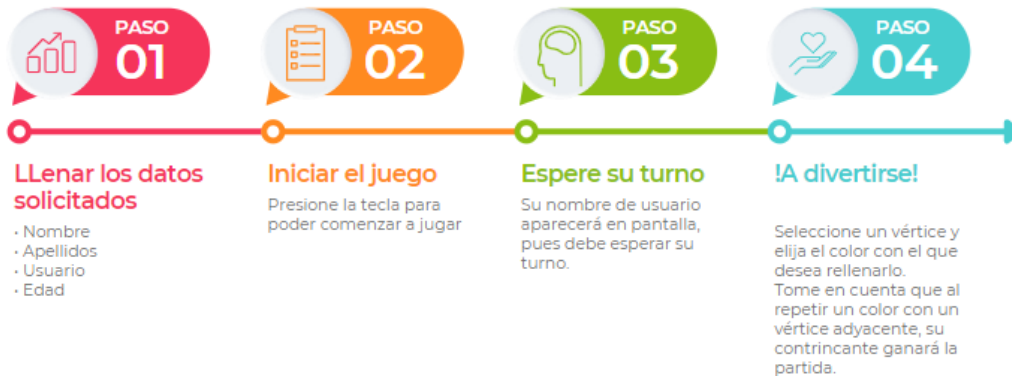 PASO
01
LLenar los datos
solicitados
• Nombre
• Apellidos
• Usuario
• Edad
PASO
02
Iniciar el juego
Presione la tecla para
poder comenzar a jugar
PASO
03
Espere su turno
Su nombre de usuario
aparecerá en pantalla,
pues debe esperar su
turno.
PASO
04
!A divertirse!
Seleccione un vértice y
elija el color con el que
desea rellenarlo.
Tome en cuenta que al
repetir un color con un
vértice adyacente, su
contrincante ganará la
partida.